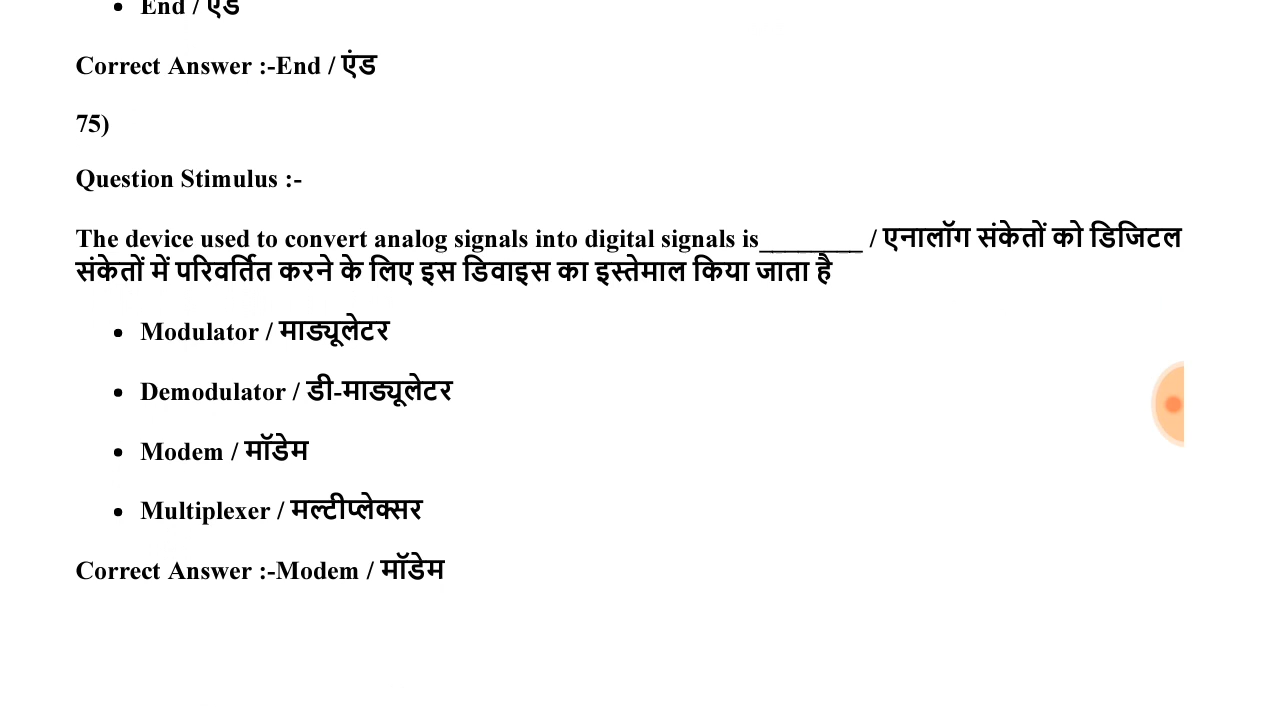 End / एंड
Correct Answer :-End / एंड
75)
Question Stimulus :-
The device used to convert analog signals into digital signals is________ / एनालॉग संकेतों को डिजिटल
संकेतों में परिवर्तित करने के लिए इस डिवाइस का इस्तेमाल किया जाता है
Modulator / माड्यूलेटर
Demodulator / डी-माड्यूलेटर
Modem / मॉडेम
Multiplexer / मल्टीप्लेक्सर
Correct Answer :-Modem / मॉडेम